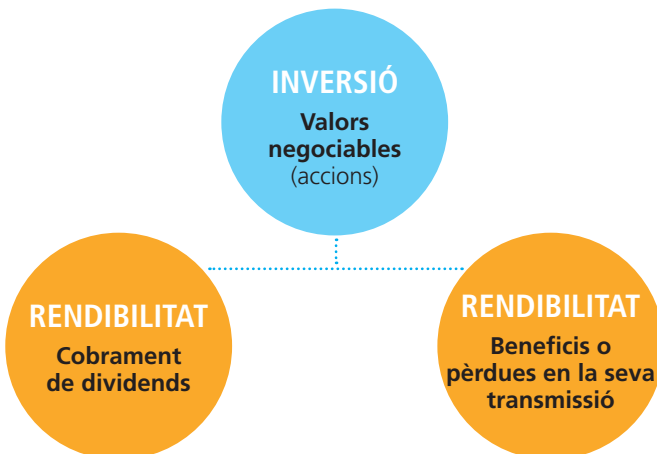 INVERSIÓ
Valors
negociables
(accions)
RENDIBILITAT
Cobrament
de dividends
RENDIBILITAT
Beneficis o
pèrdues en la seva
transmissió